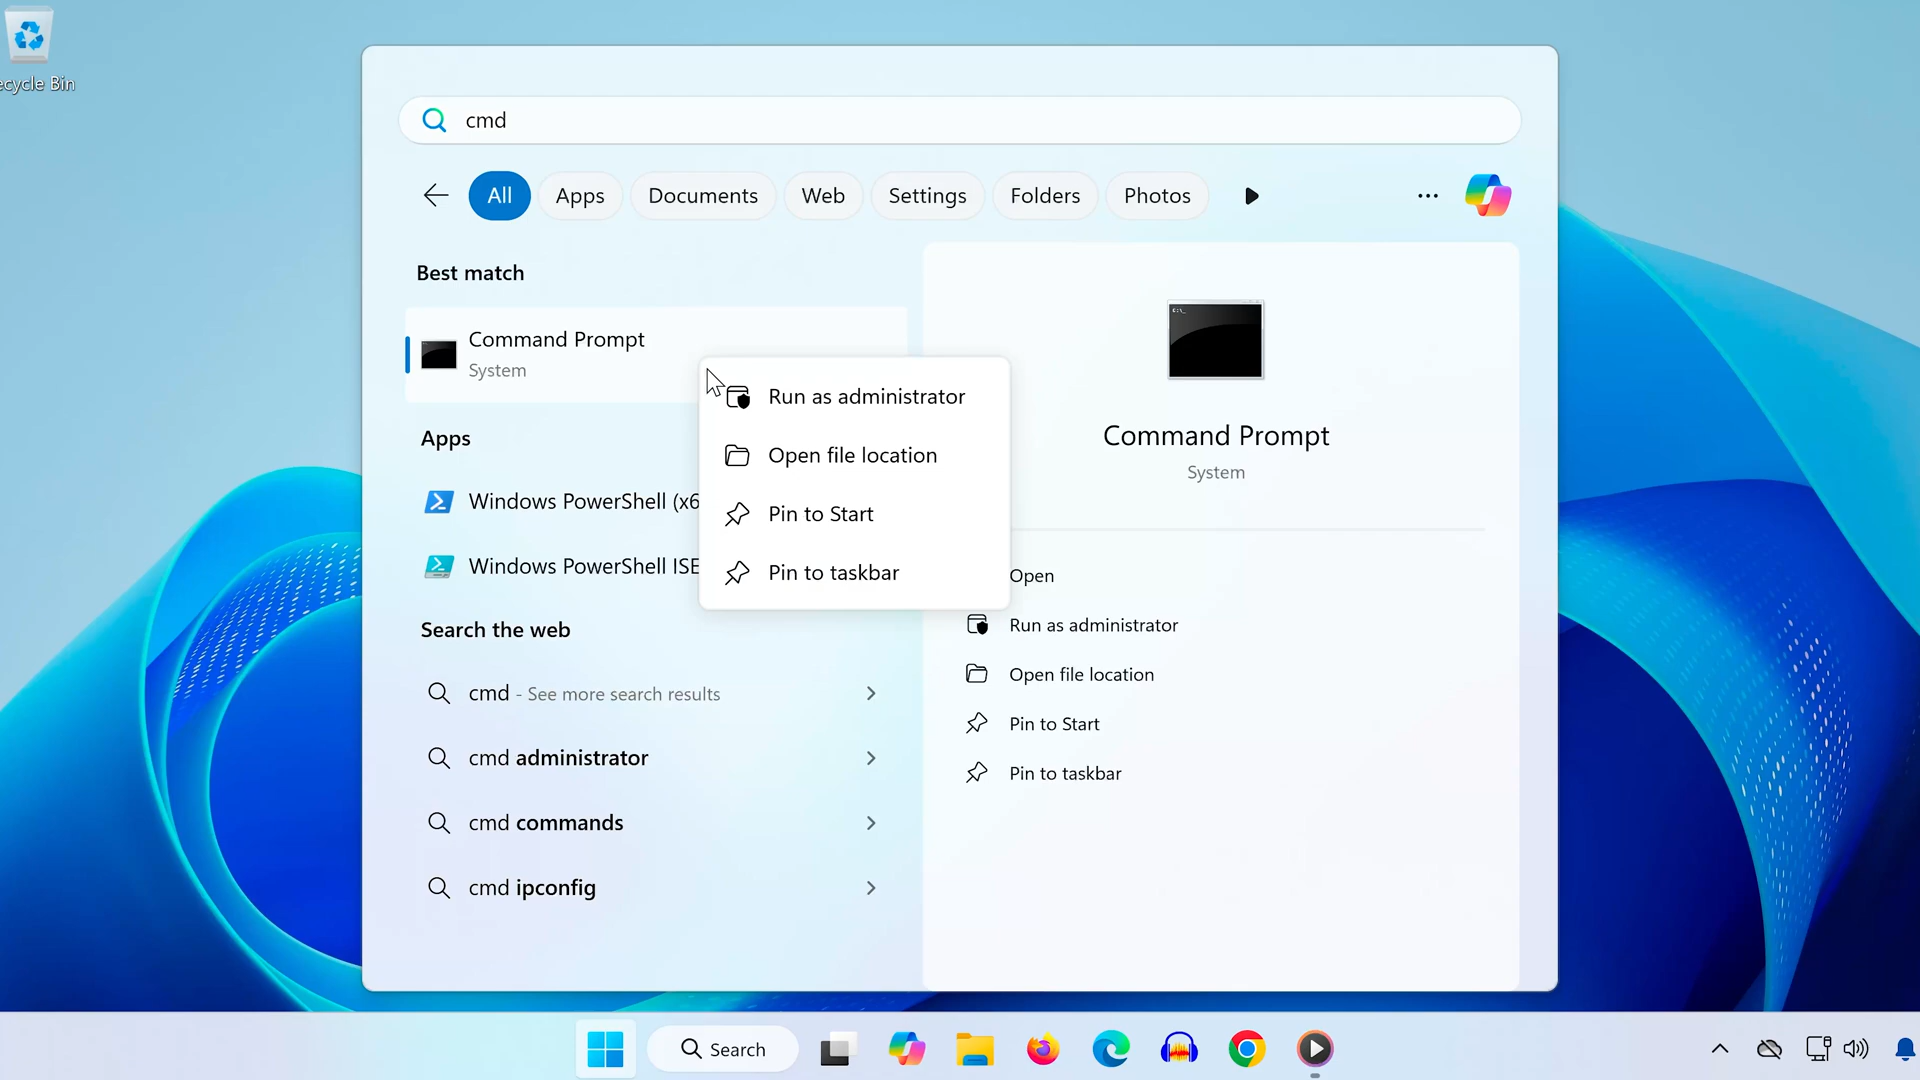 ecycle Bin
cmd
All
Apps
Documents
Web
Settings
Folders
Photos
Best match
Command Prompt
System
Run as administrator
Open file location
Pin to Start
Pin to taskbar
Apps
Windows PowerShell (x6
Windows PowerShell ISE
Search the web
cmd - See more search results
cmd administrator
cmd commands
cmd ipconfig
Command Prompt
System
Open
Run as administrator
Open file location
Pin to Start
Pin to taskbar
Search